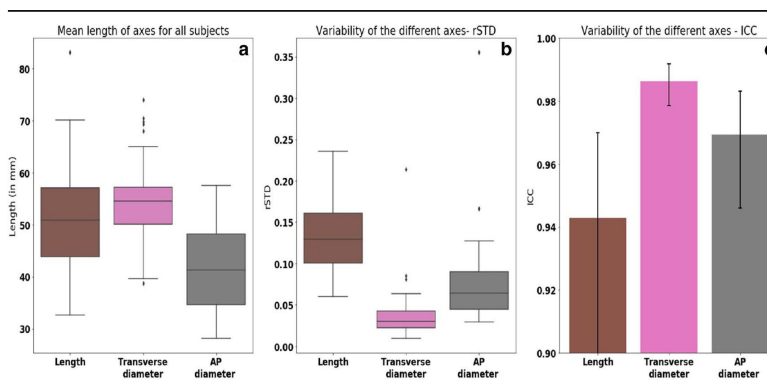 Mean length of axes for all subjects
a
Length (in mm)
80
70
60
50
40
30
Length
Transverse
diameter
AP
diameter
Variability of the different axes- rSTD
b
rSTD
0.35
0.30
0.25
0.20
0.15
0.10
0.05
0.00
Length
Transverse
diameter
AP
diameter
Variability of the different axes - ICC
ICC
1.00
0.98
0.96
0.94
0.92
0.90
Length
Transverse
diameter
AP
diameter